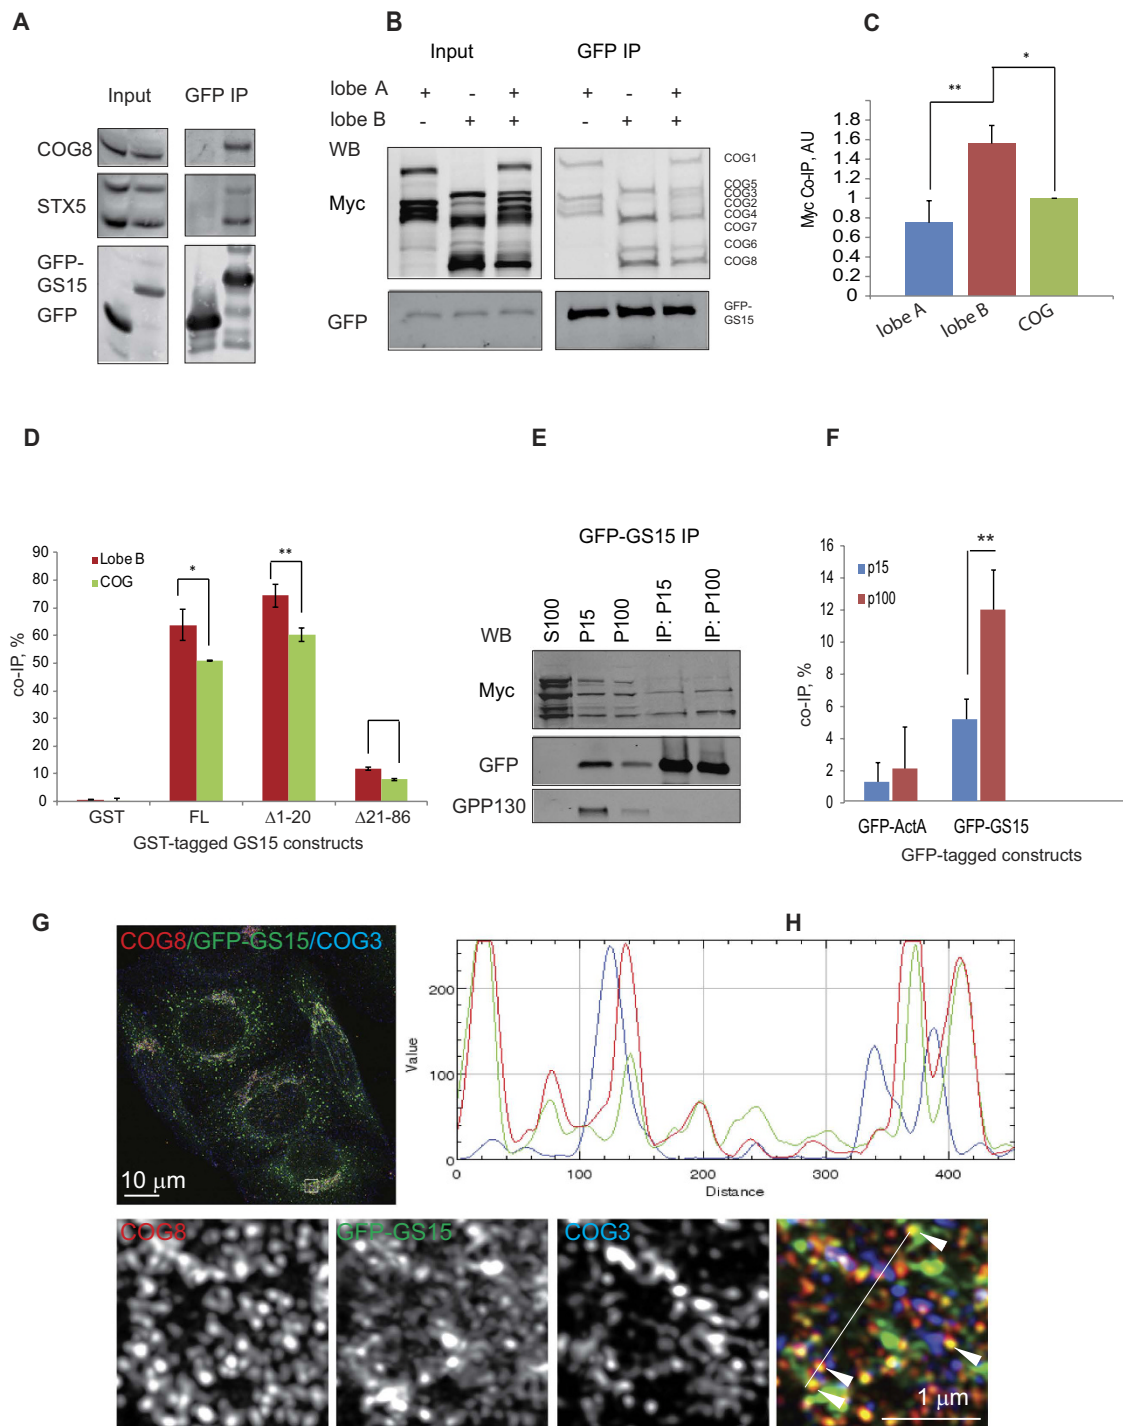 A
Input
GFP IP
COG8
STX5
GFP-
GS15
GFP
B
Input
GFP IP
lobe A
+ - +
+ - +
lobe B
- + +
- + +
WB
Myc
COG1
COG5
COG3
COG2
COG4
COG7
COG6
COG8
GFP
GFP-
GS15
C
Myc Co-IP, AU
1.8
1.6
1.4
1.2
1
0.8
0.6
0.4
0.2
0
**
*
lobe A
lobe B
COG
D
co-IP, %
90
80
70
60
50
40
30
20
10
0
Lobe B
COG
*
**
GST
FL
Δ1-20
Δ21-86
GST-tagged GS15 constructs
E
GFP-GS15 IP
WB
S100
P15
P100
IP: P15
IP: P100
Myc
GFP
GPP130
F
co-IP, %
16
14
12
10
8
6
4
2
0
p15
p100
**
GFP-ActA
GFP-GS15
GFP-tagged constructs
G
COG8/GFP-GS15/COG3
10 μm
H
Value
200
100
0
0
100
200
300
400
Distance
COG8
GFP-GS15
COG3
1 μm